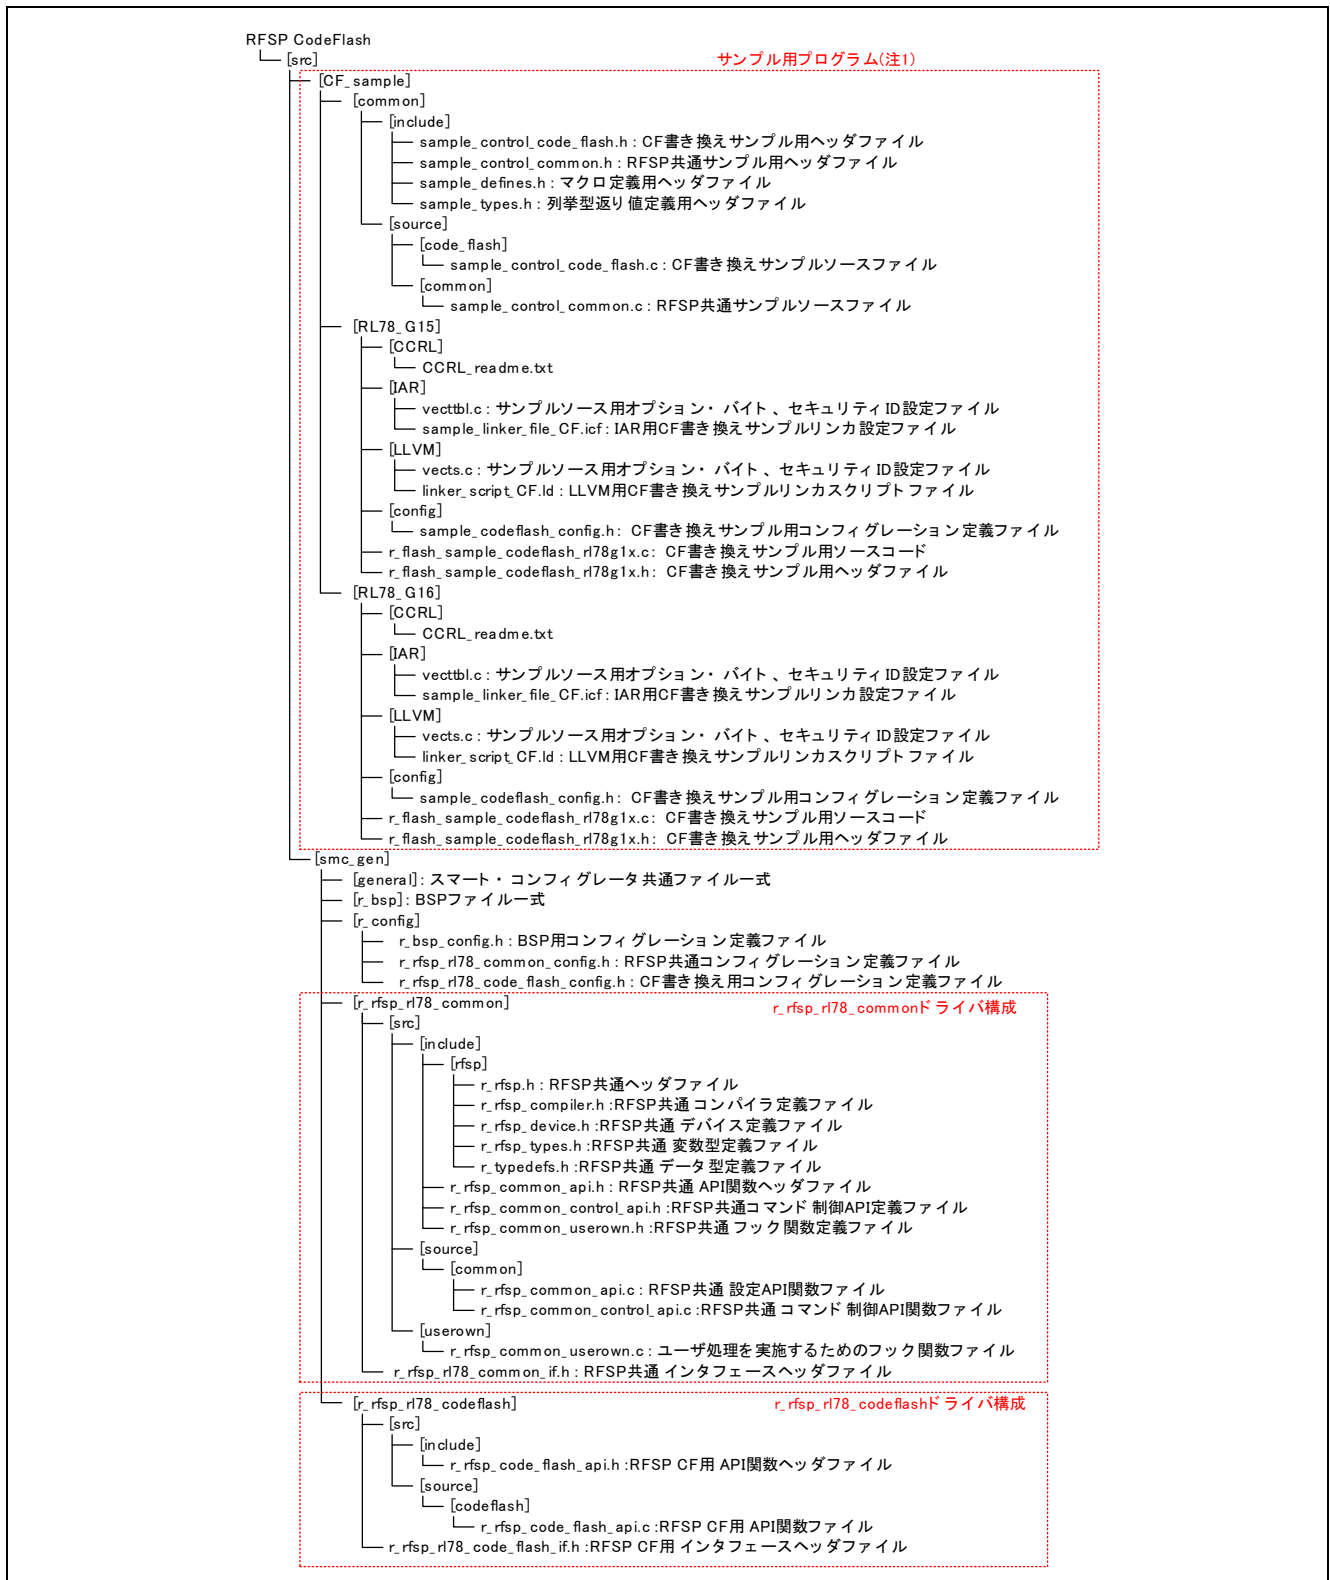 RFSP CodeFlash
[src]
サンプル用プログラム(注1)
[CF_sample]
[common]
[include]
sample_control_code_flash.h : CF書き換えサンプル用ヘッダファイル
sample_control_common.h : RFSP共通サンプル用ヘッダファイル
sample_defines.h : マクロ定義用ヘッダファイル
sample_types.h : 列挙型返り値定義用ヘッダファイル
[source]
[code_flash]
sample_control_code_flash.c : CF書き換えサンプルソースファイル
[common]
sample_control_common.c : RFSP共通サンプルソースファイル
[RL78_G15]
[CCRL]
CCRL_readme.txt
[IAR]
vecttbl.c : サンプルソース用オプション・バイト、セキュリティID設定ファイル
sample_linker_file_CF.icf : IAR用CF書き換えサンプルリンカ設定ファイル
[LLVM]
vects.c : サンプルソース用オプション・バイト、セキュリティID設定ファイル
linker_script_CF.ld : LLVM用CF書き換えサンプルリンカスクリプトファイル
[config]
sample_codeflash_config.h : CF書き換えサンプル用コンフィグレーション定義ファイル
r_flash_sample_codeflash_rl78g1x.c : CF書き換えサンプル用ソースコード
r_flash_sample_codeflash_rl78g1x.h : CF書き換えサンプル用ヘッダファイル
[RL78_G16]
[CCRL]
CCRL_readme.txt
[IAR]
vecttbl.c : サンプルソース用オプション・バイト、セキュリティID設定ファイル
sample_linker_file_CF.icf : IAR用CF書き換えサンプルリンカ設定ファイル
[LLVM]
vects.c : サンプルソース用オプション・バイト、セキュリティID設定ファイル
linker_script_CF.ld : LLVM用CF書き換えサンプルリンカスクリプトファイル
[config]
sample_codeflash_config.h : CF書き換えサンプル用コンフィグレーション定義ファイル
r_flash_sample_codeflash_rl78g1x.c : CF書き換えサンプル用ソースコード
r_flash_sample_codeflash_rl78g1x.h : CF書き換えサンプル用ヘッダファイル
[smc_gen]
[general] : スマート・コンフィグレータ共通ファイル一式
[r_bsp] : BSPファイル一式
[r_config]
r_bsp_config.h : BSP用コンフィグレーション定義ファイル
r_rfsp_rl78_common_config.h : RFSP共通コンフィグレーション定義ファイル
r_rfsp_rl78_code_flash_config.h : CF書き換え用コンフィグレーション定義ファイル
[r_rfsp_rl78_common]
r_rfsp_rl78_commonドライバ構成
[src]
[include]
[rfsp]
r_rfsp.h : RFSP共通ヘッダファイル
r_rfsp_compiler.h :RFSP共通 コンパイラ定義ファイル
r_rfsp_device.h :RFSP共通 デバイス定義ファイル
r_rfsp_types.h :RFSP共通 変数型定義ファイル
r_typedefs.h :RFSP共通 データ型定義ファイル
r_rfsp_common_api.h : RFSP共通 API関数ヘッダファイル
r_rfsp_common_control_api.h :RFSP共通コマンド制御API定義ファイル
r_rfsp_common_userown.h :RFSP共通 フック関数定義ファイル
[source]
[common]
r_rfsp_common_api.c : RFSP共通 設定API関数ファイル
r_rfsp_common_control_api.c :RFSP共通 コマンド制御API関数ファイル
[userown]
r_rfsp_common_userown.c : ユーザ処理を実施するためのフック関数ファイル
r_rfsp_rl78_common_if.h : RFSP共通 インタフェースヘッダファイル
[r_rfsp_rl78_codeflash]
r_rfsp_rl78_codeflashドライバ構成
[src]
[include]
r_rfsp_code_flash_api.h :RFSP CF用 API関数ヘッダファイル
[source]
[codeflash]
r_rfsp_code_flash_api.c :RFSP CF用 API関数ファイル
r_rfsp_rl78_code_flash_if.h :RFSP CF用 インタフェースヘッダファイル